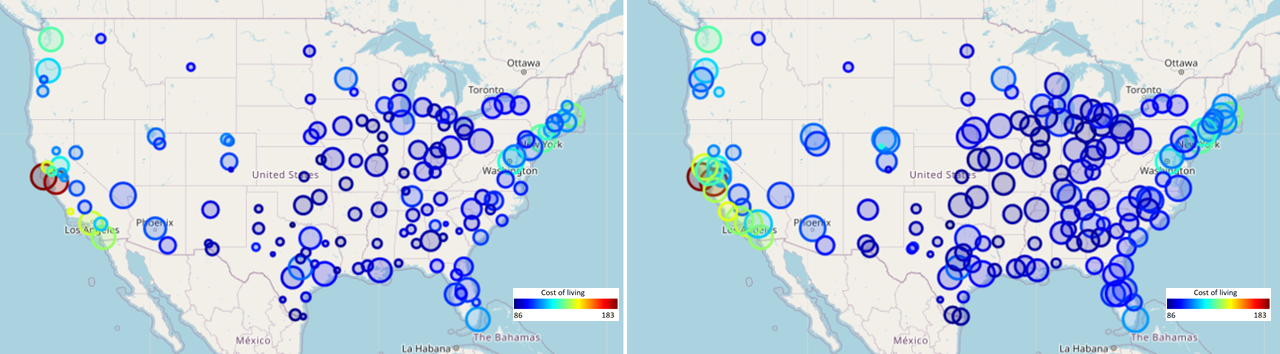 Ottawa
Toronto
New York
Washington
United States
Phoenix
Los Angeles
Cost of living
86 183
México
The Bahamas
La Habana
Ottawa
Toronto
New York
Washington
United States
Phoenix
Los Angeles
Cost of living
86 183
México
The Bahamas
La Habana